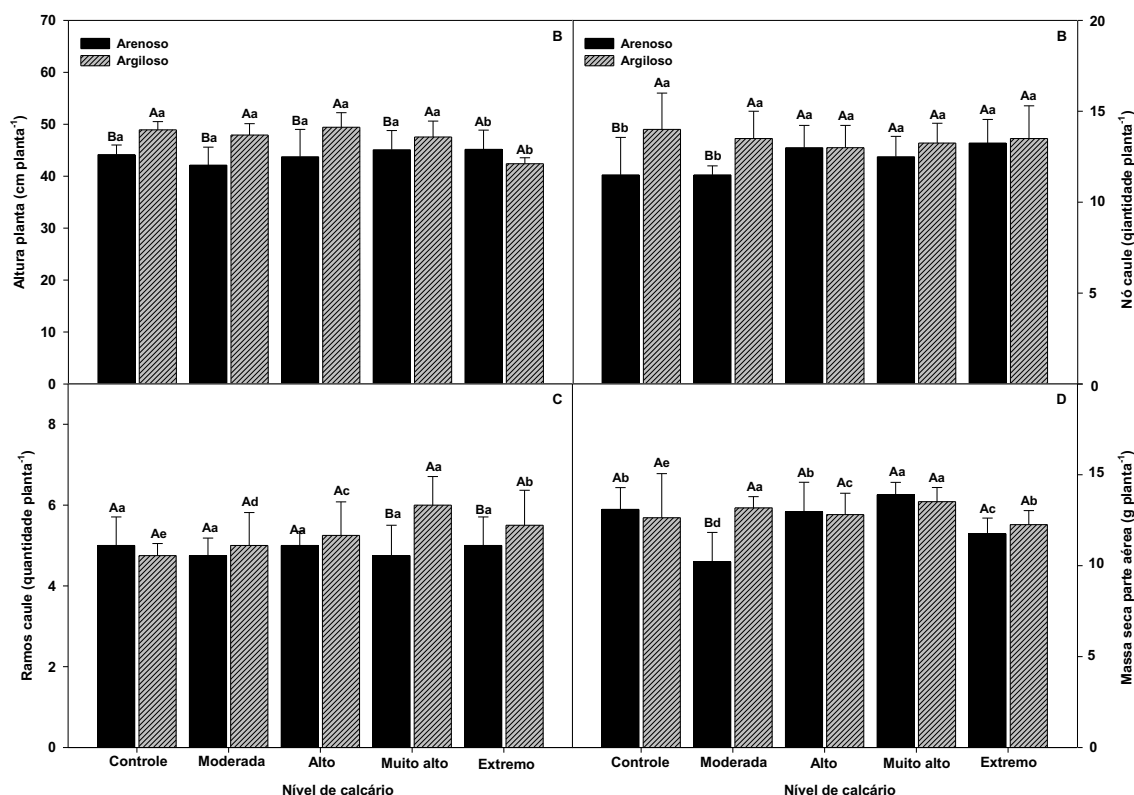 70
60
50
40
30
20
10
0
Altura planta (cm planta⁻¹)
Arenoso
Argiloso
B
Ba
Aa
Ba
Aa
Ba
Aa
Ba
Aa
Ab
Ab
Arenoso
Argiloso
B
Bb
Aa
Bb
Aa
Aa
Aa
Aa
Aa
Aa
Aa
20
15
10
5
0
Nó caule (qiantidade planta⁻¹)
8
6
4
2
0
Ramos caule (quantidade planta⁻¹)
C
Aa
Ae
Aa
Ad
Aa
Ac
Ba
Aa
Ba
Ab
Controle
Moderada
Alto
Muito alto
Extremo
Nível de calcário
D
Ab
Ae
Bd
Aa
Ab
Ac
Aa
Aa
Ac
Ab
15
10
5
0
Massa seca parte aérea (g planta⁻¹)
Controle
Moderada
Alto
Muito alto
Extremo
Nível de calcário